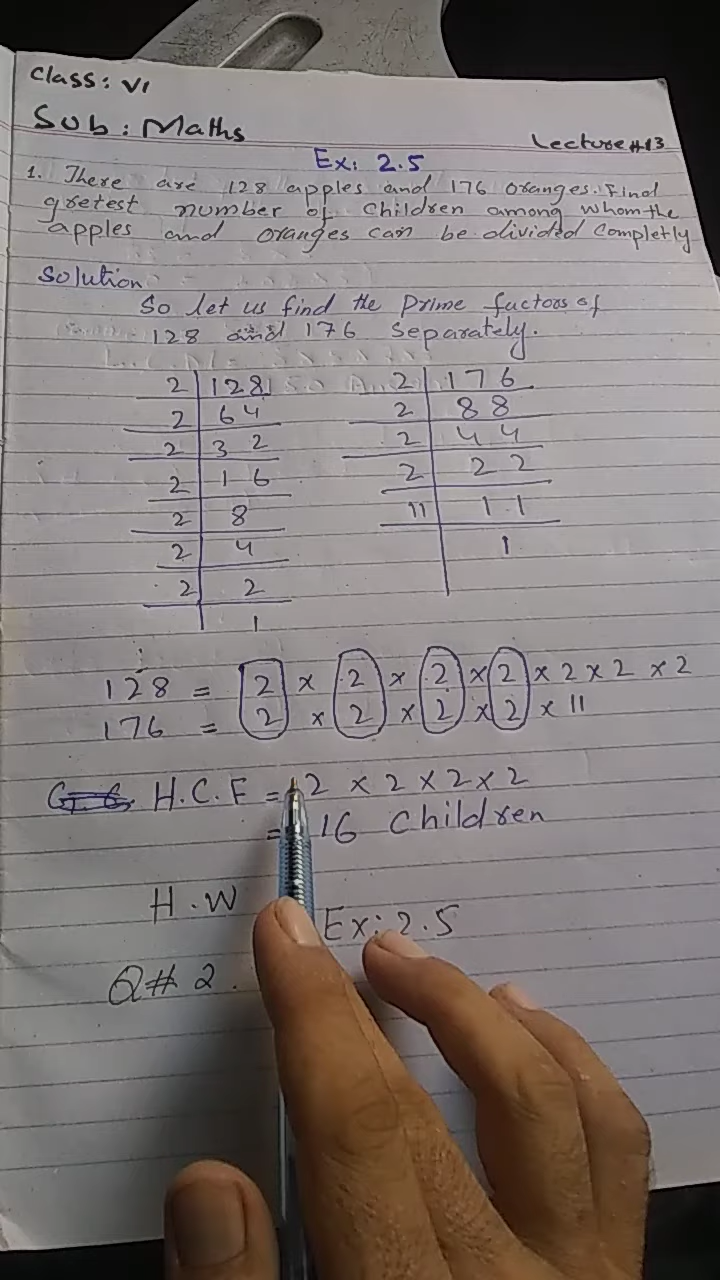 Class: VI
Sub: Maths
Lecture#13
Ex: 2.5
1. There are 128 apples and 176 oranges. Find
gretest number of children among whom the
apples and oranges can be divided completly
Solution
So let us find the Prime factors of
128 and 176 Separately.
2 128 2 176
2 64 2 88
2 32 2 44
2 16 2 22
2 8 11 11
2 4 1
2 2
1
128 = 2 × 2 × 2 × 2 × 2 × 2 × 2
176 = 2 × 2 × 2 × 2 × 11
H.C.F = 2 × 2 × 2 × 2
= 16 Children
H.W
Ex: 2.5
Q# 2.